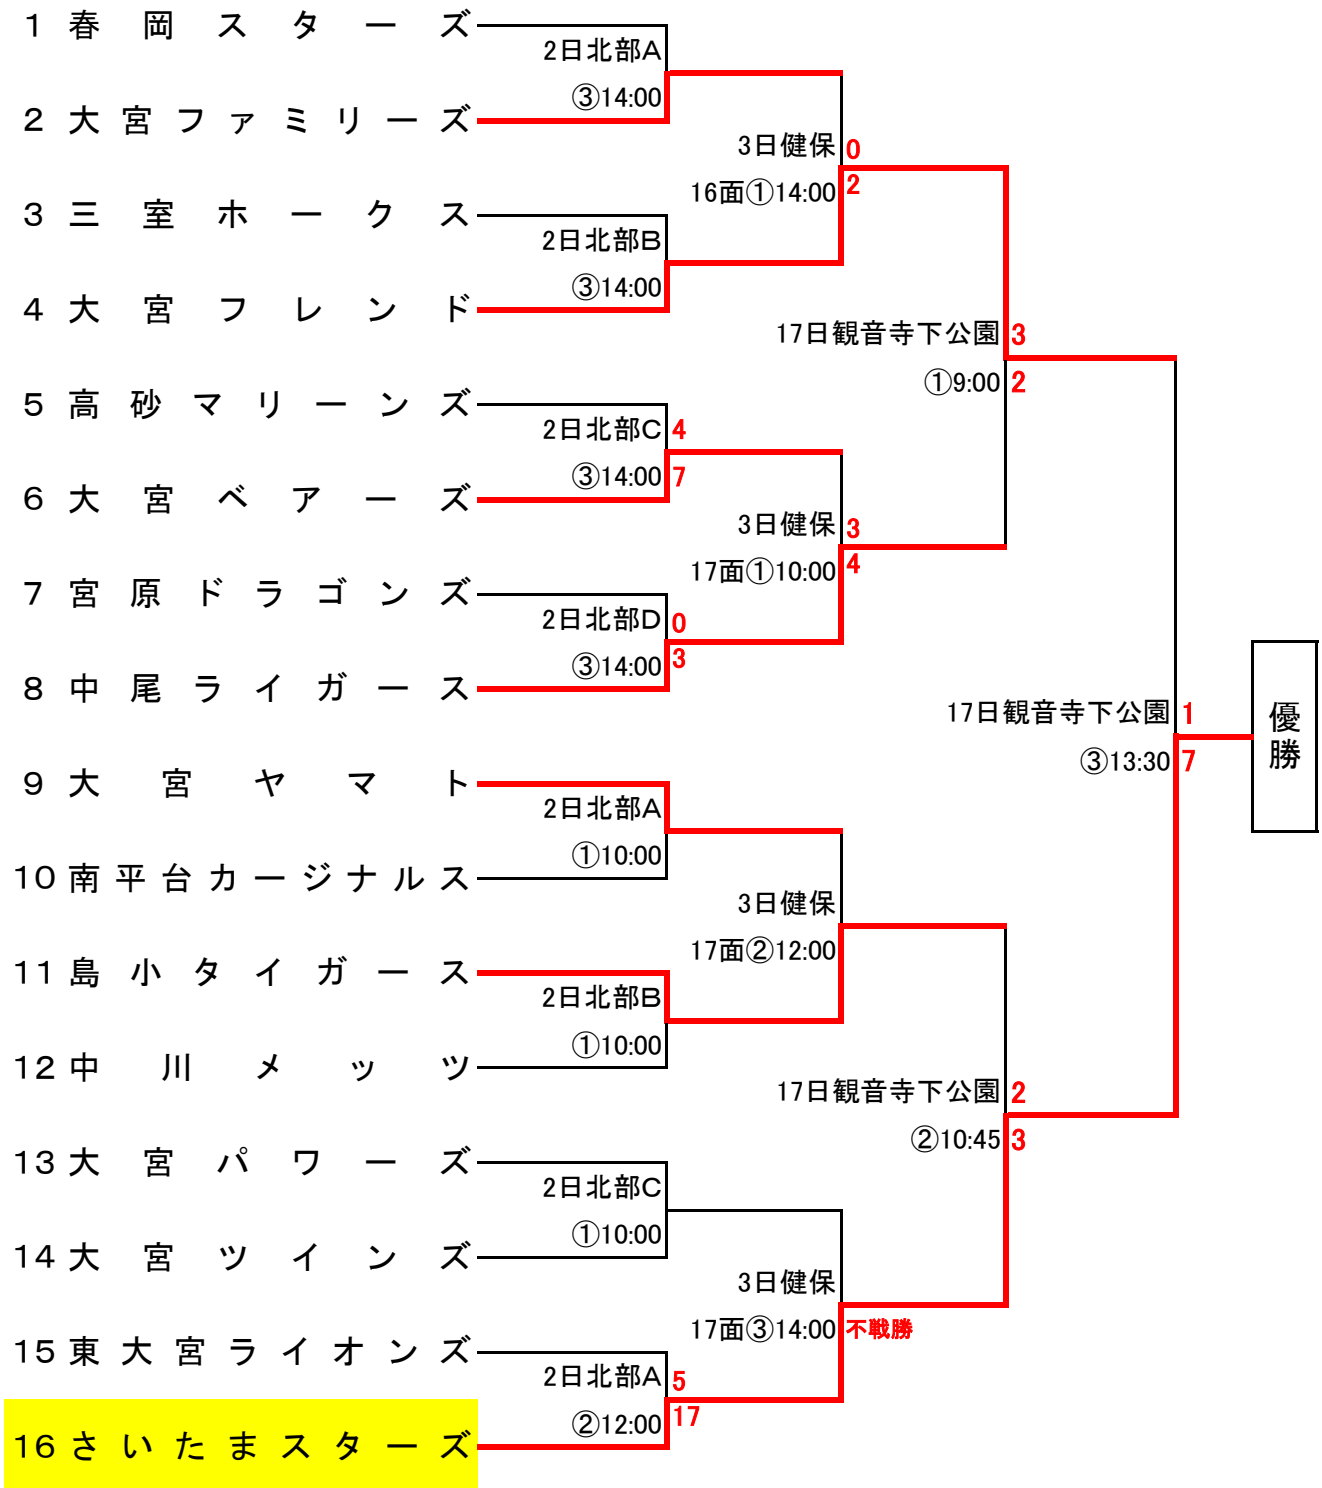 1 春岡スターズ
2日北部A
③14:00
2 大宮ファミリーズ
3日健保 0
16面①14:00 2
3 三室ホークス
2日北部B
③14:00
4 大宮フレンド
17日観音寺下公園 3
①9:00 2
5 高砂マリーンズ
2日北部C 4
③14:00 7
6 大宮ベアーズ
3日健保 3
17面①10:00 4
7 宮原ドラゴンズ
2日北部D 0
③14:00 3
8 中尾ライガース
17日観音寺下公園 1
③13:30 7
優勝
9 大宮ヤマト
2日北部A
①10:00
10 南平台カージナルス
3日健保
17面②12:00
11 島小タイガース
2日北部B
①10:00
12 中川メッツ
17日観音寺下公園 2
②10:45 3
13 大宮パワーズ
2日北部C
①10:00
14 大宮ツインズ
3日健保
17面③14:00 不戦勝
15 東大宮ライオンズ
2日北部A 5
②12:00 17
16 さいたまスターズ